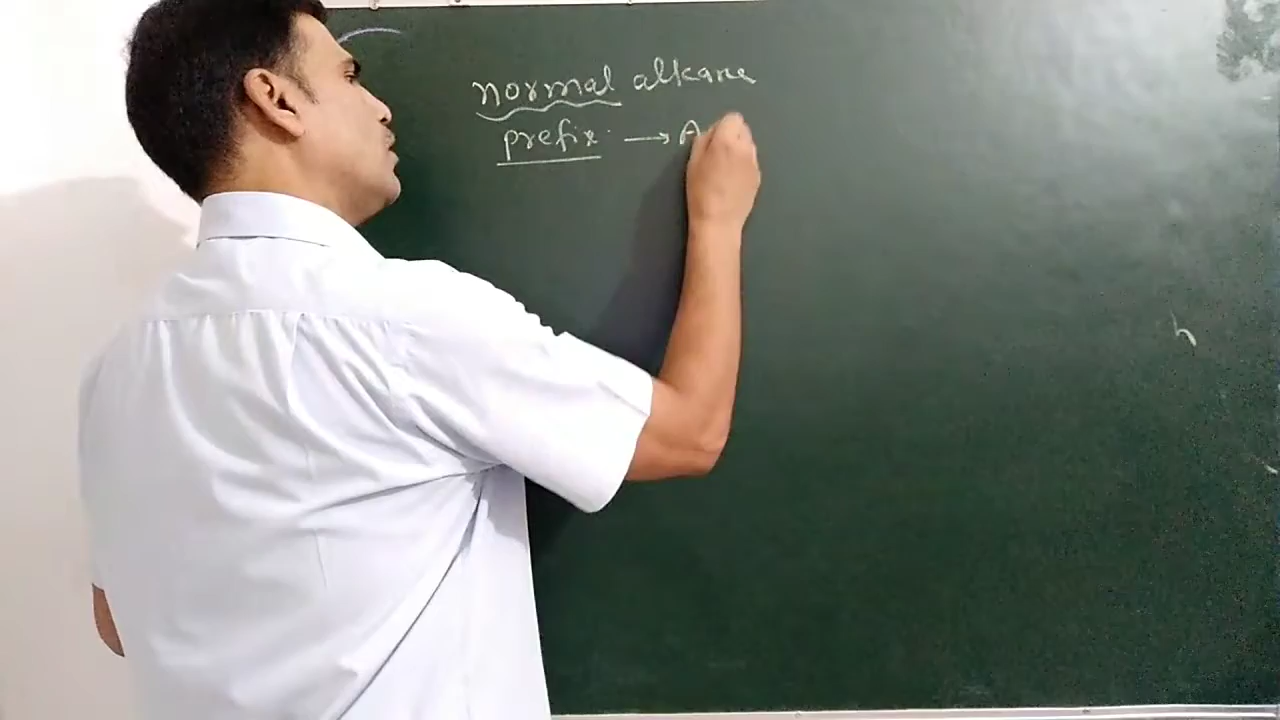 normal alkane
prefix → A